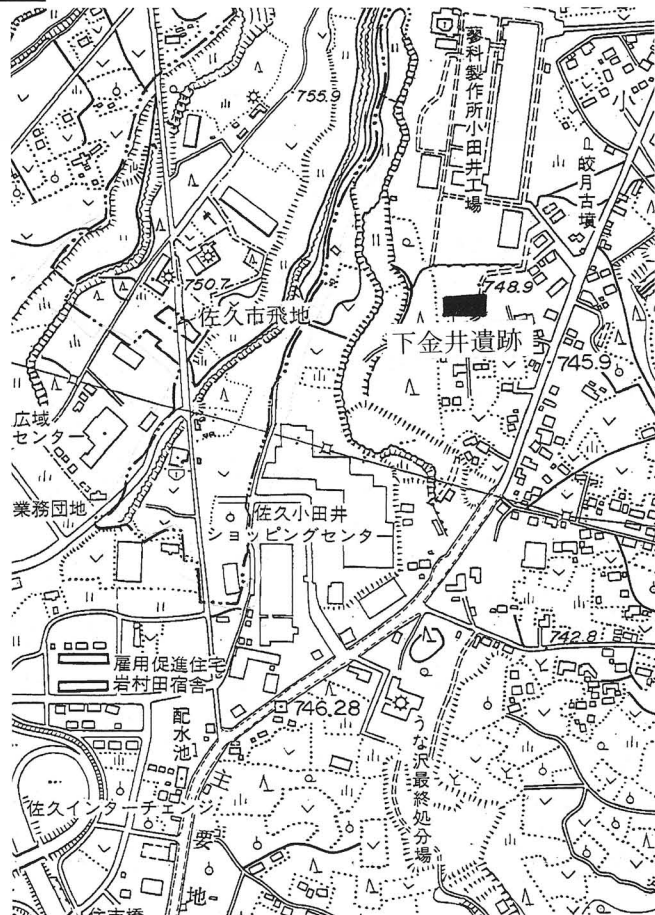 755.9
蓼科製作所小田井工場
小
皎月古墳
750.7
748.9
佐久市飛地
下金井遺跡
745.9
広域
センター
業務団地
佐久小田井
ショッピングセンター
742.8
雇用促進住宅
岩村田宿舎
746.28
配水池
うな沢最終処分場
佐久インターチェンジ
主要地
住吉橋